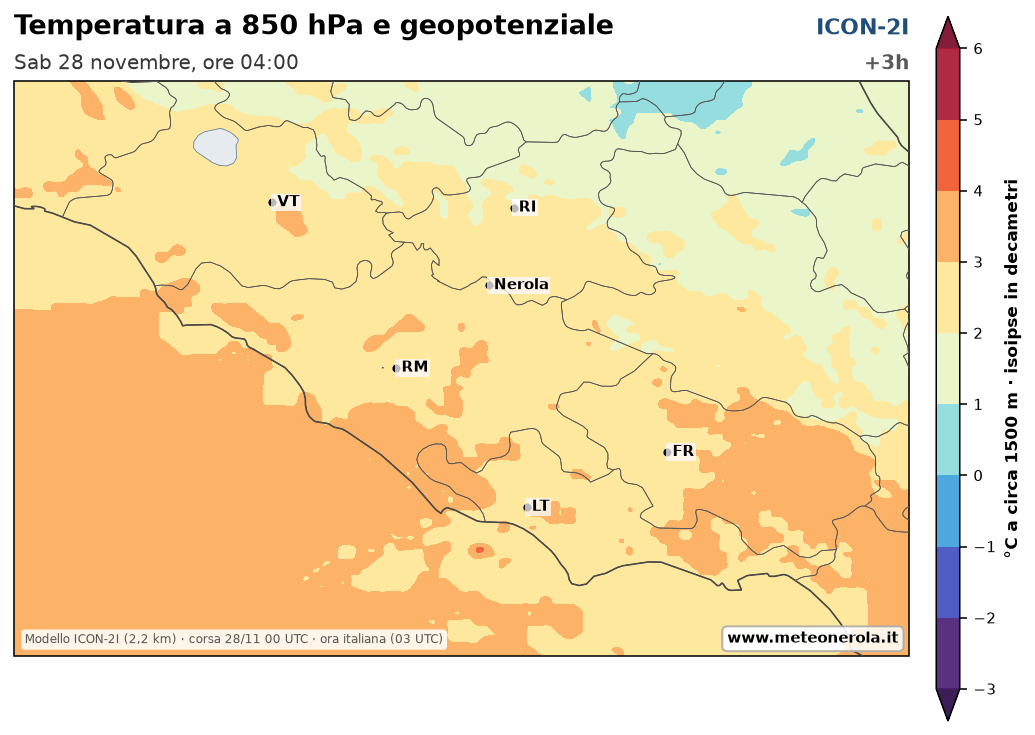 Temperatura a 850 hPa e geopotenziale
ICON-2I
Sab 28 novembre, ore 04:00
+3h
VT
RI
Nerola
RM
FR
LT
Modello ICON-2I (2,2 km) · corsa 28/11 00 UTC · ora italiana (03 UTC)
www.meteonerola.it
6
5
4
3
2
1
0
−1
−2
−3
°C a circa 1500 m · isoipse in decametri